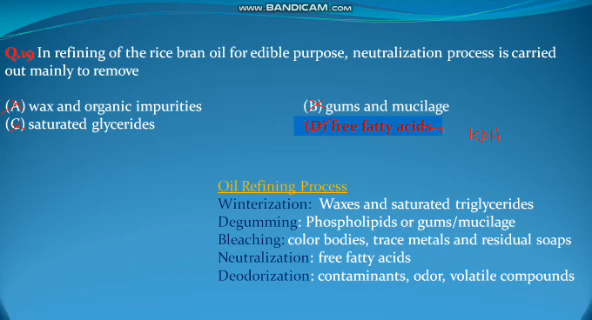 www.BANDICAM.COM
Q.19 In refining of the rice bran oil for edible purpose, neutralization process is carried
out mainly to remove
(A) wax and organic impurities
(B) gums and mucilage
(C) saturated glycerides
(D) free fatty acids
KOH
Oil Refining Process
Winterization: Waxes and saturated triglycerides
Degumming: Phospholipids or gums/mucilage
Bleaching: color bodies, trace metals and residual soaps
Neutralization: free fatty acids
Deodorization: contaminants, odor, volatile compounds